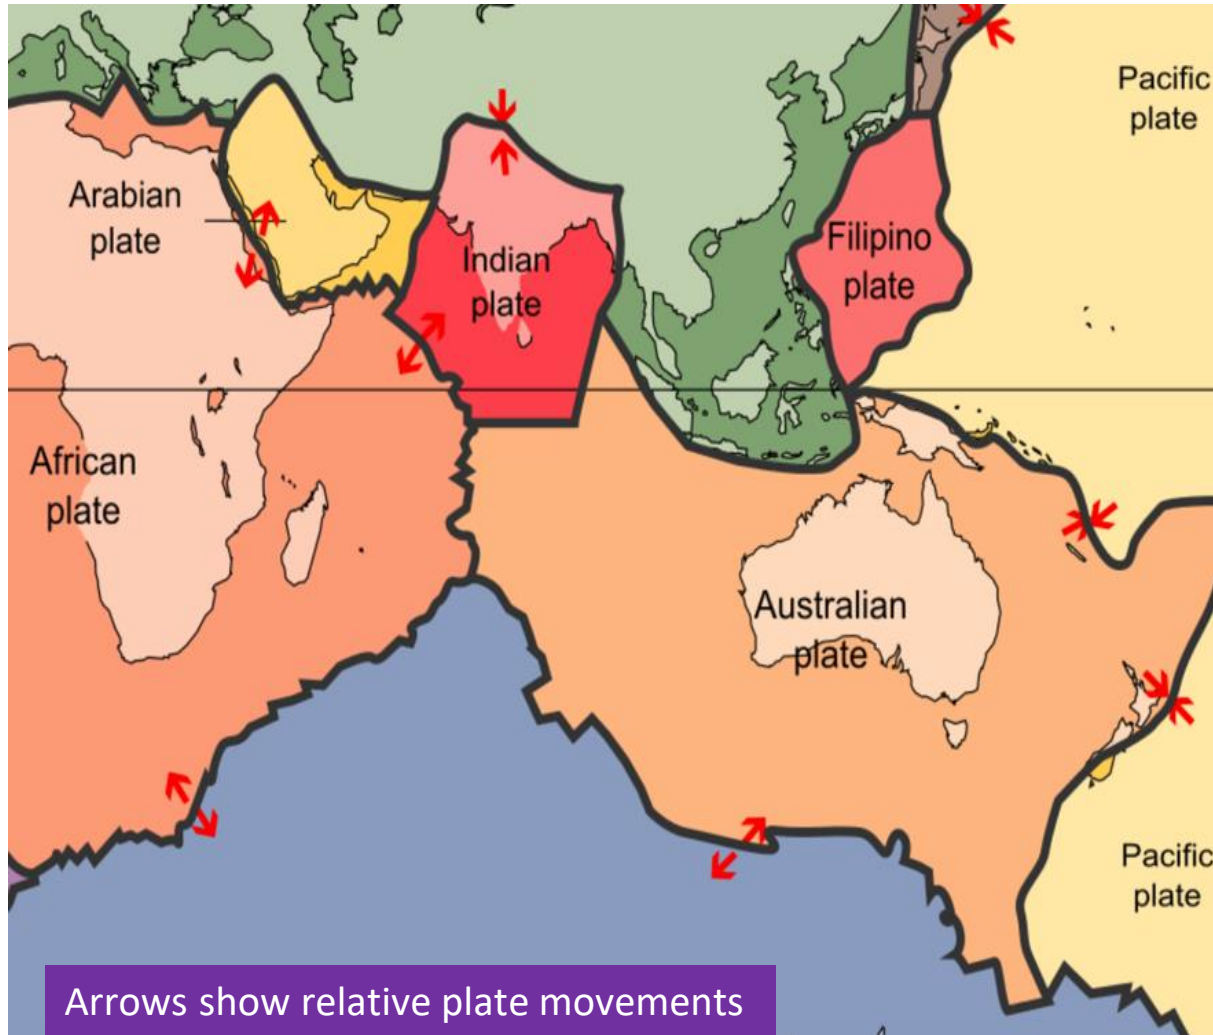 Pacific
plate
Arabian
plate
Filipino
plate
Indian
plate
African
plate
Australian
plate
Pacific
plate
Arrows show relative plate movements